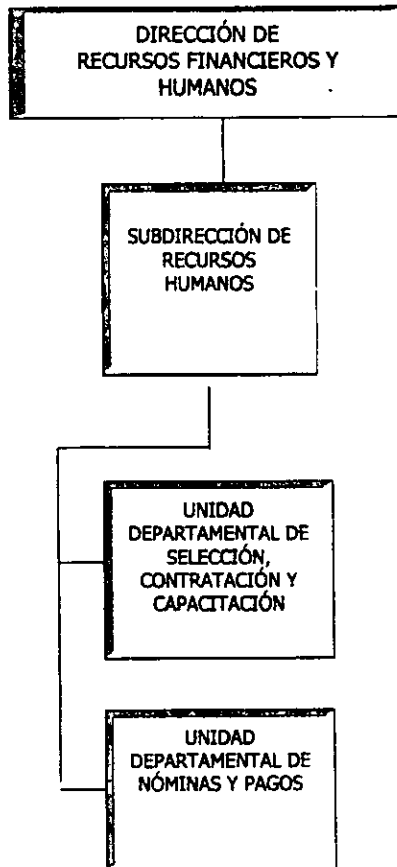 DIRECCIÓN DE
RECURSOS FINANCIEROS Y
HUMANOS
SUBDIRECCIÓN DE
RECURSOS
HUMANOS
UNIDAD
DEPARTAMENTAL DE
SELECCIÓN,
CONTRATACIÓN Y
CAPACITACIÓN
UNIDAD
DEPARTAMENTAL DE
NÓMINAS Y PAGOS